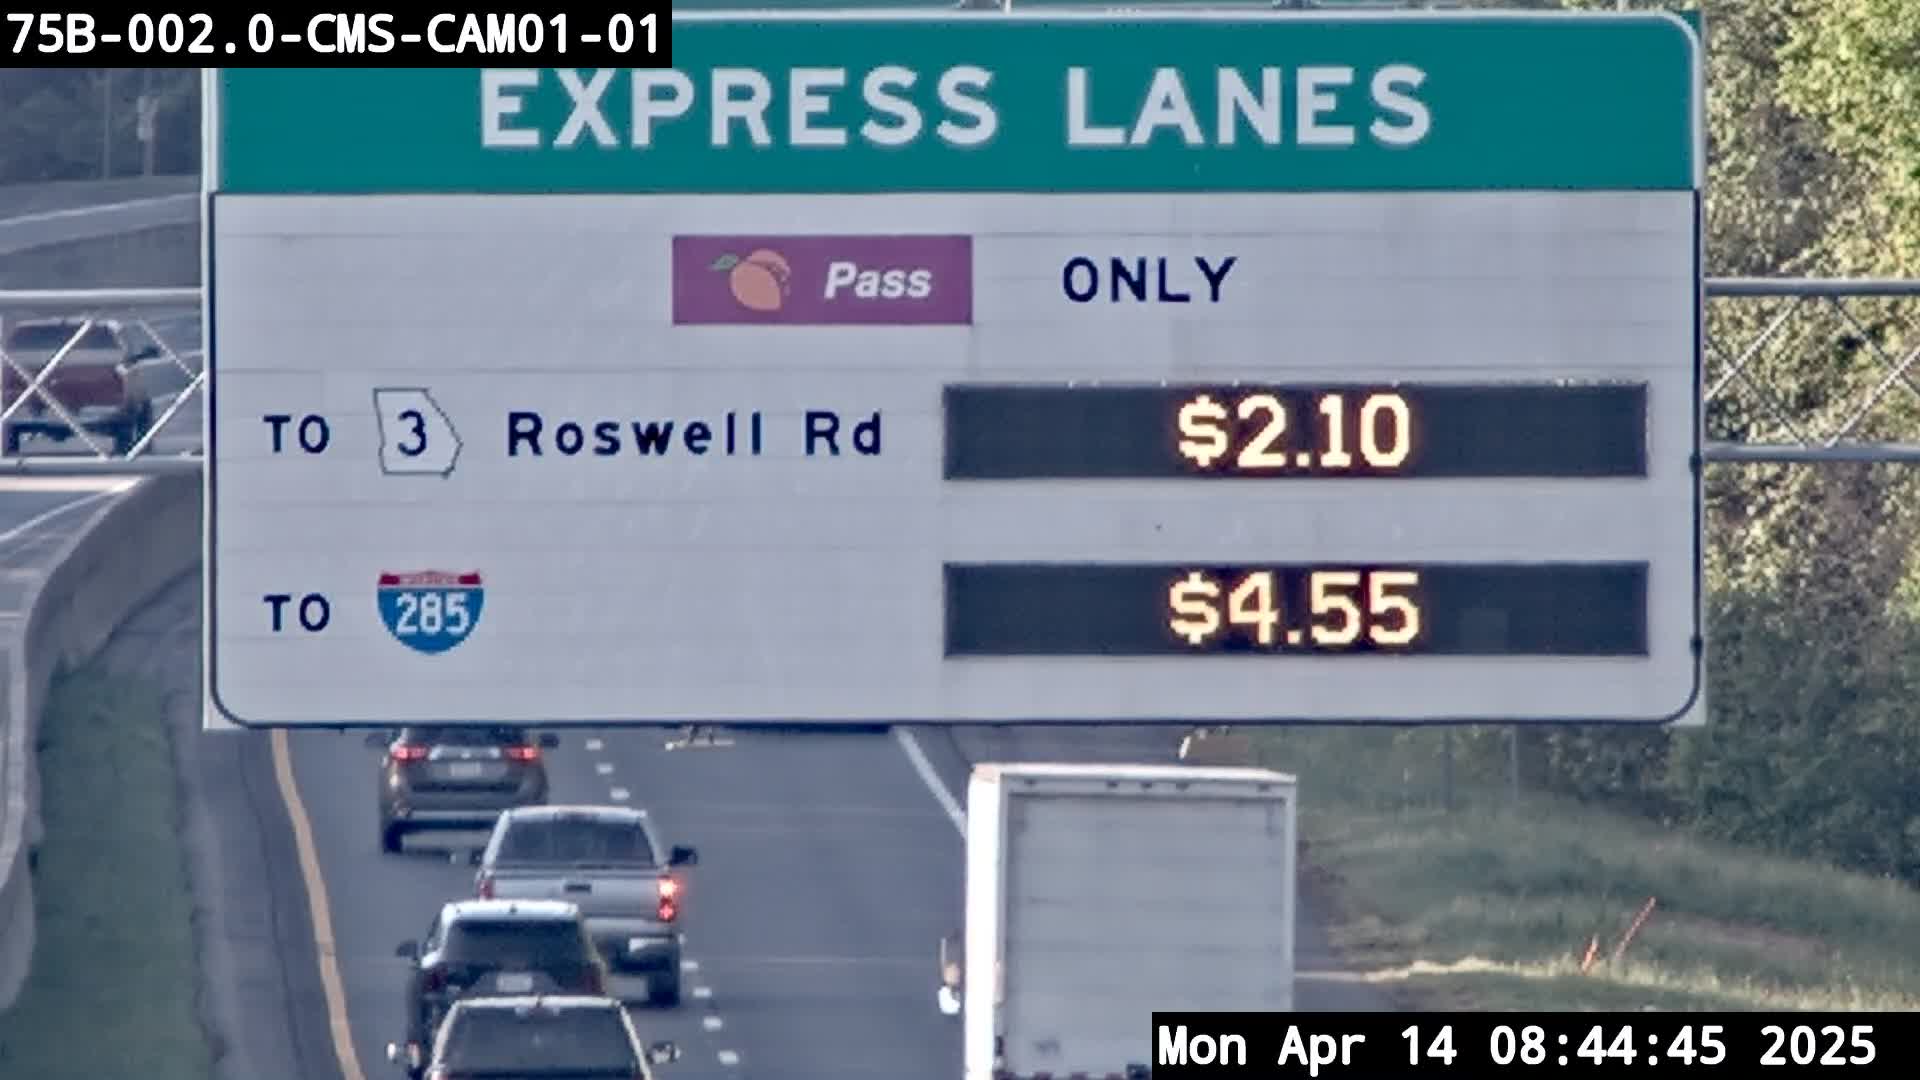 75B-002.0-CMS-CAM01-01
EXPRESS LANES
Pass ONLY
TO 3 Roswell Rd $2.10
TO 285 $4.55
Mon Apr 14 08:44:45 2025